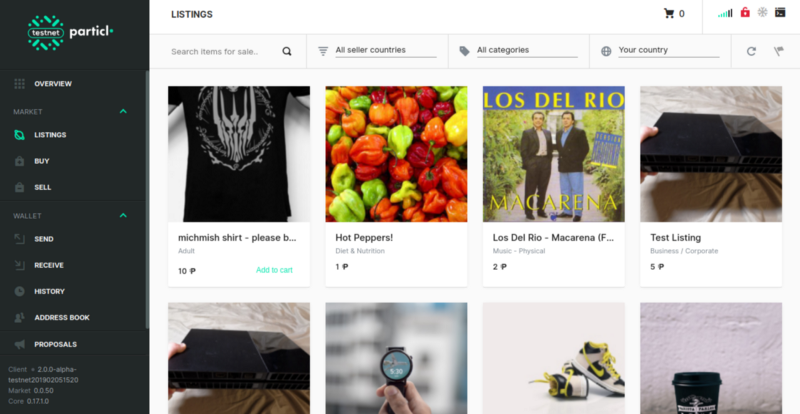 testnet
particl
OVERVIEW
MARKET
LISTINGS
BUY
SELL
WALLET
SEND
RECEIVE
HISTORY
ADDRESS BOOK
PROPOSALS
Client + 2.0.0-alpha-
testnet201902051520
Market 0.0.50
Core 0.17.1.0
LISTINGS
0
Search items for sale..
All seller countries
All categories
Your country
michmish shirt - please b...
Adult
10 ₱
Add to cart
Hot Peppers!
Diet & Nutrition
1 ₱
LOS DEL RIO
MACARENA
Los Del Rio - Macarena (F...
Music - Physical
2 ₱
Test Listing
Business / Corporate
5 ₱
5:30